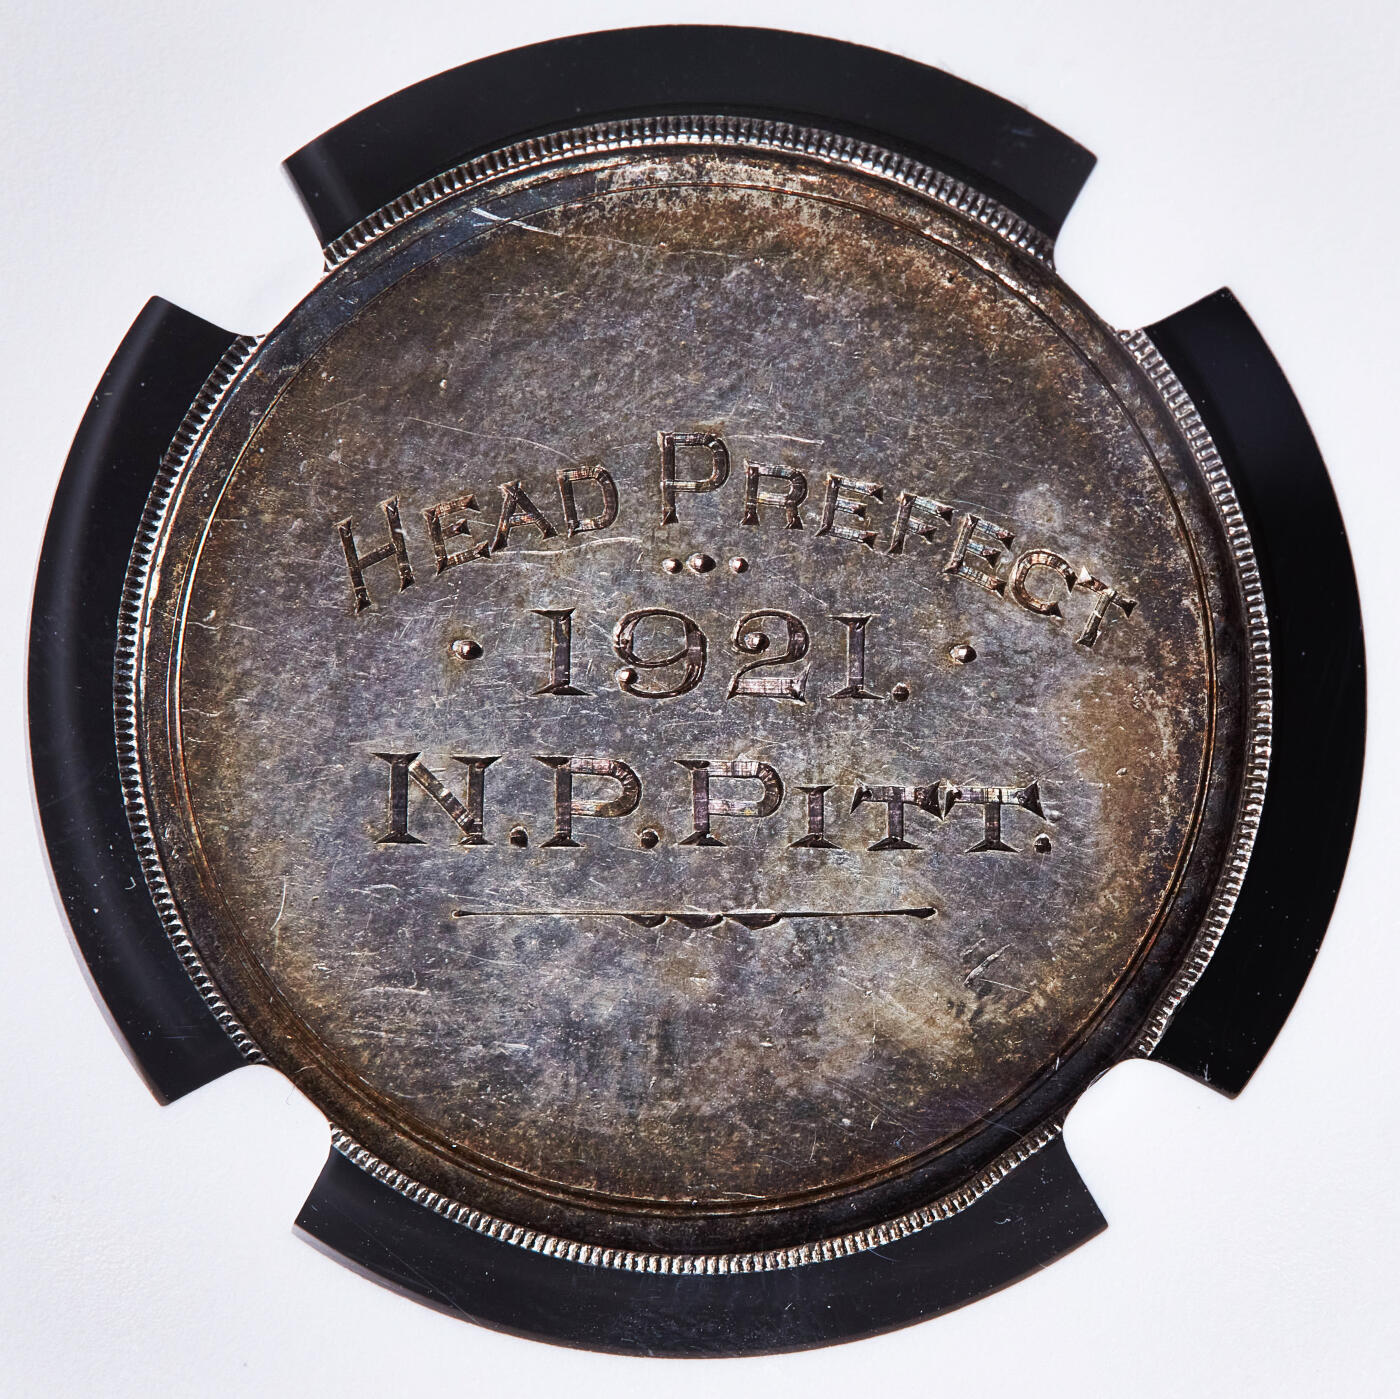 HEAD PREFECT
· 1921. ·
N.P.PITT.